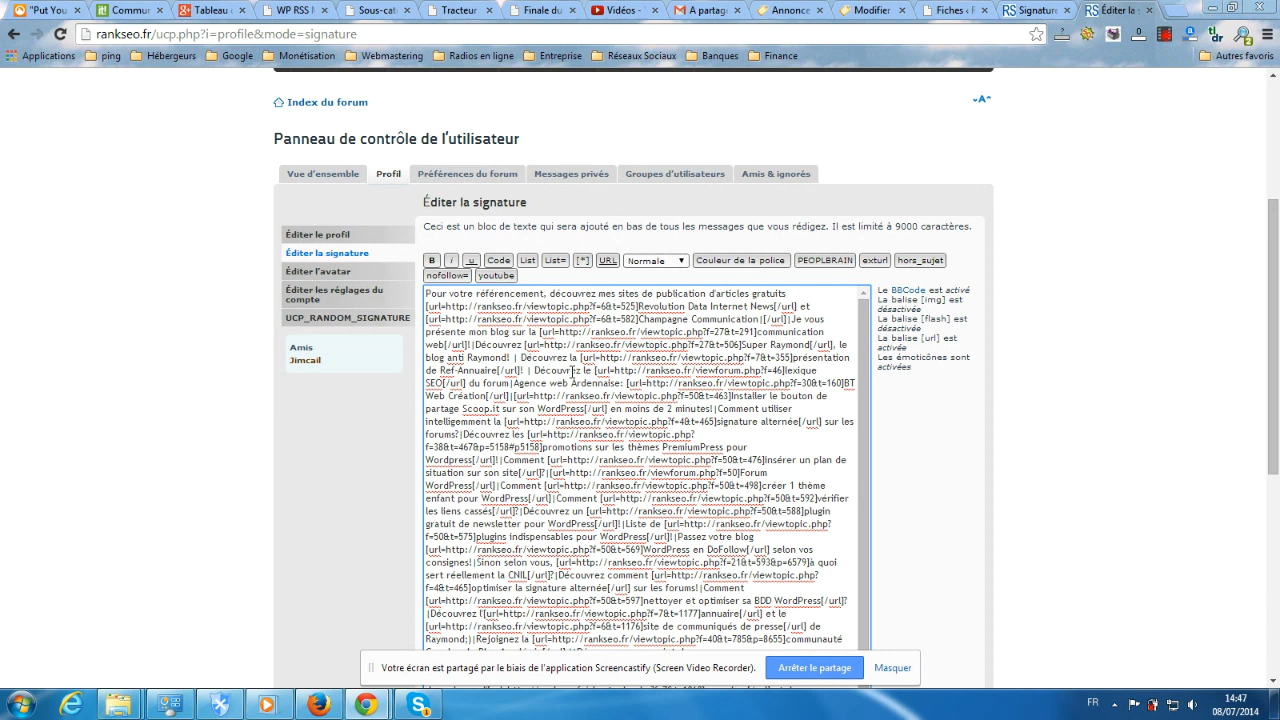 "Put You
Commun
Tableau
WP RSS M
Sous-cat
Tracteur
Finale du
Vidéos -
A partag
Annonce
Modifier
Fiches ‹ R
RS Signature
RS Éditer la s
rankseo.fr/ucp.php?i=profile&mode=signature
Applications
ping
Hébergeurs
Google
Monétisation
Webmastering
Radios en ligne
Entreprise
Réseaux Sociaux
Banques
Finance
Autres favoris
Index du forum
Panneau de contrôle de l'utilisateur
Vue d'ensemble
Profil
Préférences du forum
Messages privés
Groupes d'utilisateurs
Amis & ignorés
Éditer le profil
Éditer la signature
Éditer l'avatar
Éditer les réglages du
compte
UCP_RANDOM_SIGNATURE
Amis
Jimcail
Éditer la signature
Ceci est un bloc de texte qui sera ajouté en bas de tous les messages que vous rédigez. Il est limité à 9000 caractères.
B i u Code List List= [*] URL Normale Couleur de la police PEOPLBRAIN exturl hors_sujet
nofollow= youtube
Pour votre référencement, découvrez mes sites de publication d'articles gratuits
[url=http://rankseo.fr/viewtopic.php?f=6&t=525]Revolution Data Internet News[/url] et
[url=http://rankseo.fr/viewtopic.php?f=6&t=582]Champagne Communication|[/url]|Je vous
présente mon blog sur la [url=http://rankseo.fr/viewtopic.php?f=27&t=291]communication
web[/url]!|Découvrez [url=http://rankseo.fr/viewtopic.php?f=27&t=506]Super Raymond[/url], le
blog anti Raymond! | Découvrez la [url=http://rankseo.fr/viewtopic.php?f=7&t=355]présentation
de Ref-Annuaire[/url]! | Découvrez le [url=http://rankseo.fr/viewforum.php?f=46]lexique
SEO[/url] du forum|Agence web Ardennaise: [url=http://rankseo.fr/viewtopic.php?f=30&t=160]BT
Web Création[/url]|[url=http://rankseo.fr/viewtopic.php?f=50&t=463]Installer le bouton de
partage Scoop.it sur son WordPress[/url] en moins de 2 minutes!|Comment utiliser
intelligemment la [url=http://rankseo.fr/viewtopic.php?f=4&t=465]signature alternée[/url] sur les
forums?|Découvrez les [url=http://rankseo.fr/viewtopic.php?
f=38&t=467&p=5158#p5158]promotions sur les thèmes PremiumPress pour
Wordpress[/url]!|Comment [url=http://rankseo.fr/viewtopic.php?f=50&t=476]insérer un plan de
situation sur son site[/url]?|[url=http://rankseo.fr/viewforum.php?f=50]Forum
WordPress[/url]|Comment [url=http://rankseo.fr/viewtopic.php?f=50&t=498]créer 1 thème
enfant pour WordPress[/url]|Comment [url=http://rankseo.fr/viewtopic.php?f=50&t=592]vérifier
les liens cassés[/url]?|Découvrez un [url=http://rankseo.fr/viewtopic.php?f=50&t=588]plugin
gratuit de newsletter pour WordPress[/url]!|Liste de [url=http://rankseo.fr/viewtopic.php?
f=50&t=575]plugins indispensables pour WordPress[/url]!|Passez votre blog
[url=http://rankseo.fr/viewtopic.php?f=50&t=569]WordPress en DoFollow[/url] selon vos
consignes!|Sinon selon vous, [url=http://rankseo.fr/viewtopic.php?f=21&t=593&p=6579]à quoi
sert réellement la CNIL[/url]?|Découvrez comment [url=http://rankseo.fr/viewtopic.php?
f=4&t=465]optimiser la signature alternée[/url] sur les forums!|Comment
[url=http://rankseo.fr/viewtopic.php?f=50&t=597]nettoyer et optimiser sa BDD WordPress[/url]?
|Découvrez l'[url=http://rankseo.fr/viewtopic.php?f=7&t=1177]annuaire[/url] et le
[url=http://rankseo.fr/viewtopic.php?f=6&t=1176]site de communiqués de presse[/url] de
Raymond;)|Rejoignez la [url=http://rankseo.fr/viewtopic.php?f=40&t=785&p=8655]communauté
Le BBCode est activé
La balise [img] est
désactivée
La balise [flash] est
désactivée
La balise [url] est
activée
Les émoticônes sont
activées
Votre écran est partagé par le biais de l'application Screencastify (Screen Video Recorder).
Arrêter le partage
Masquer
FR
14:47
08/07/2014